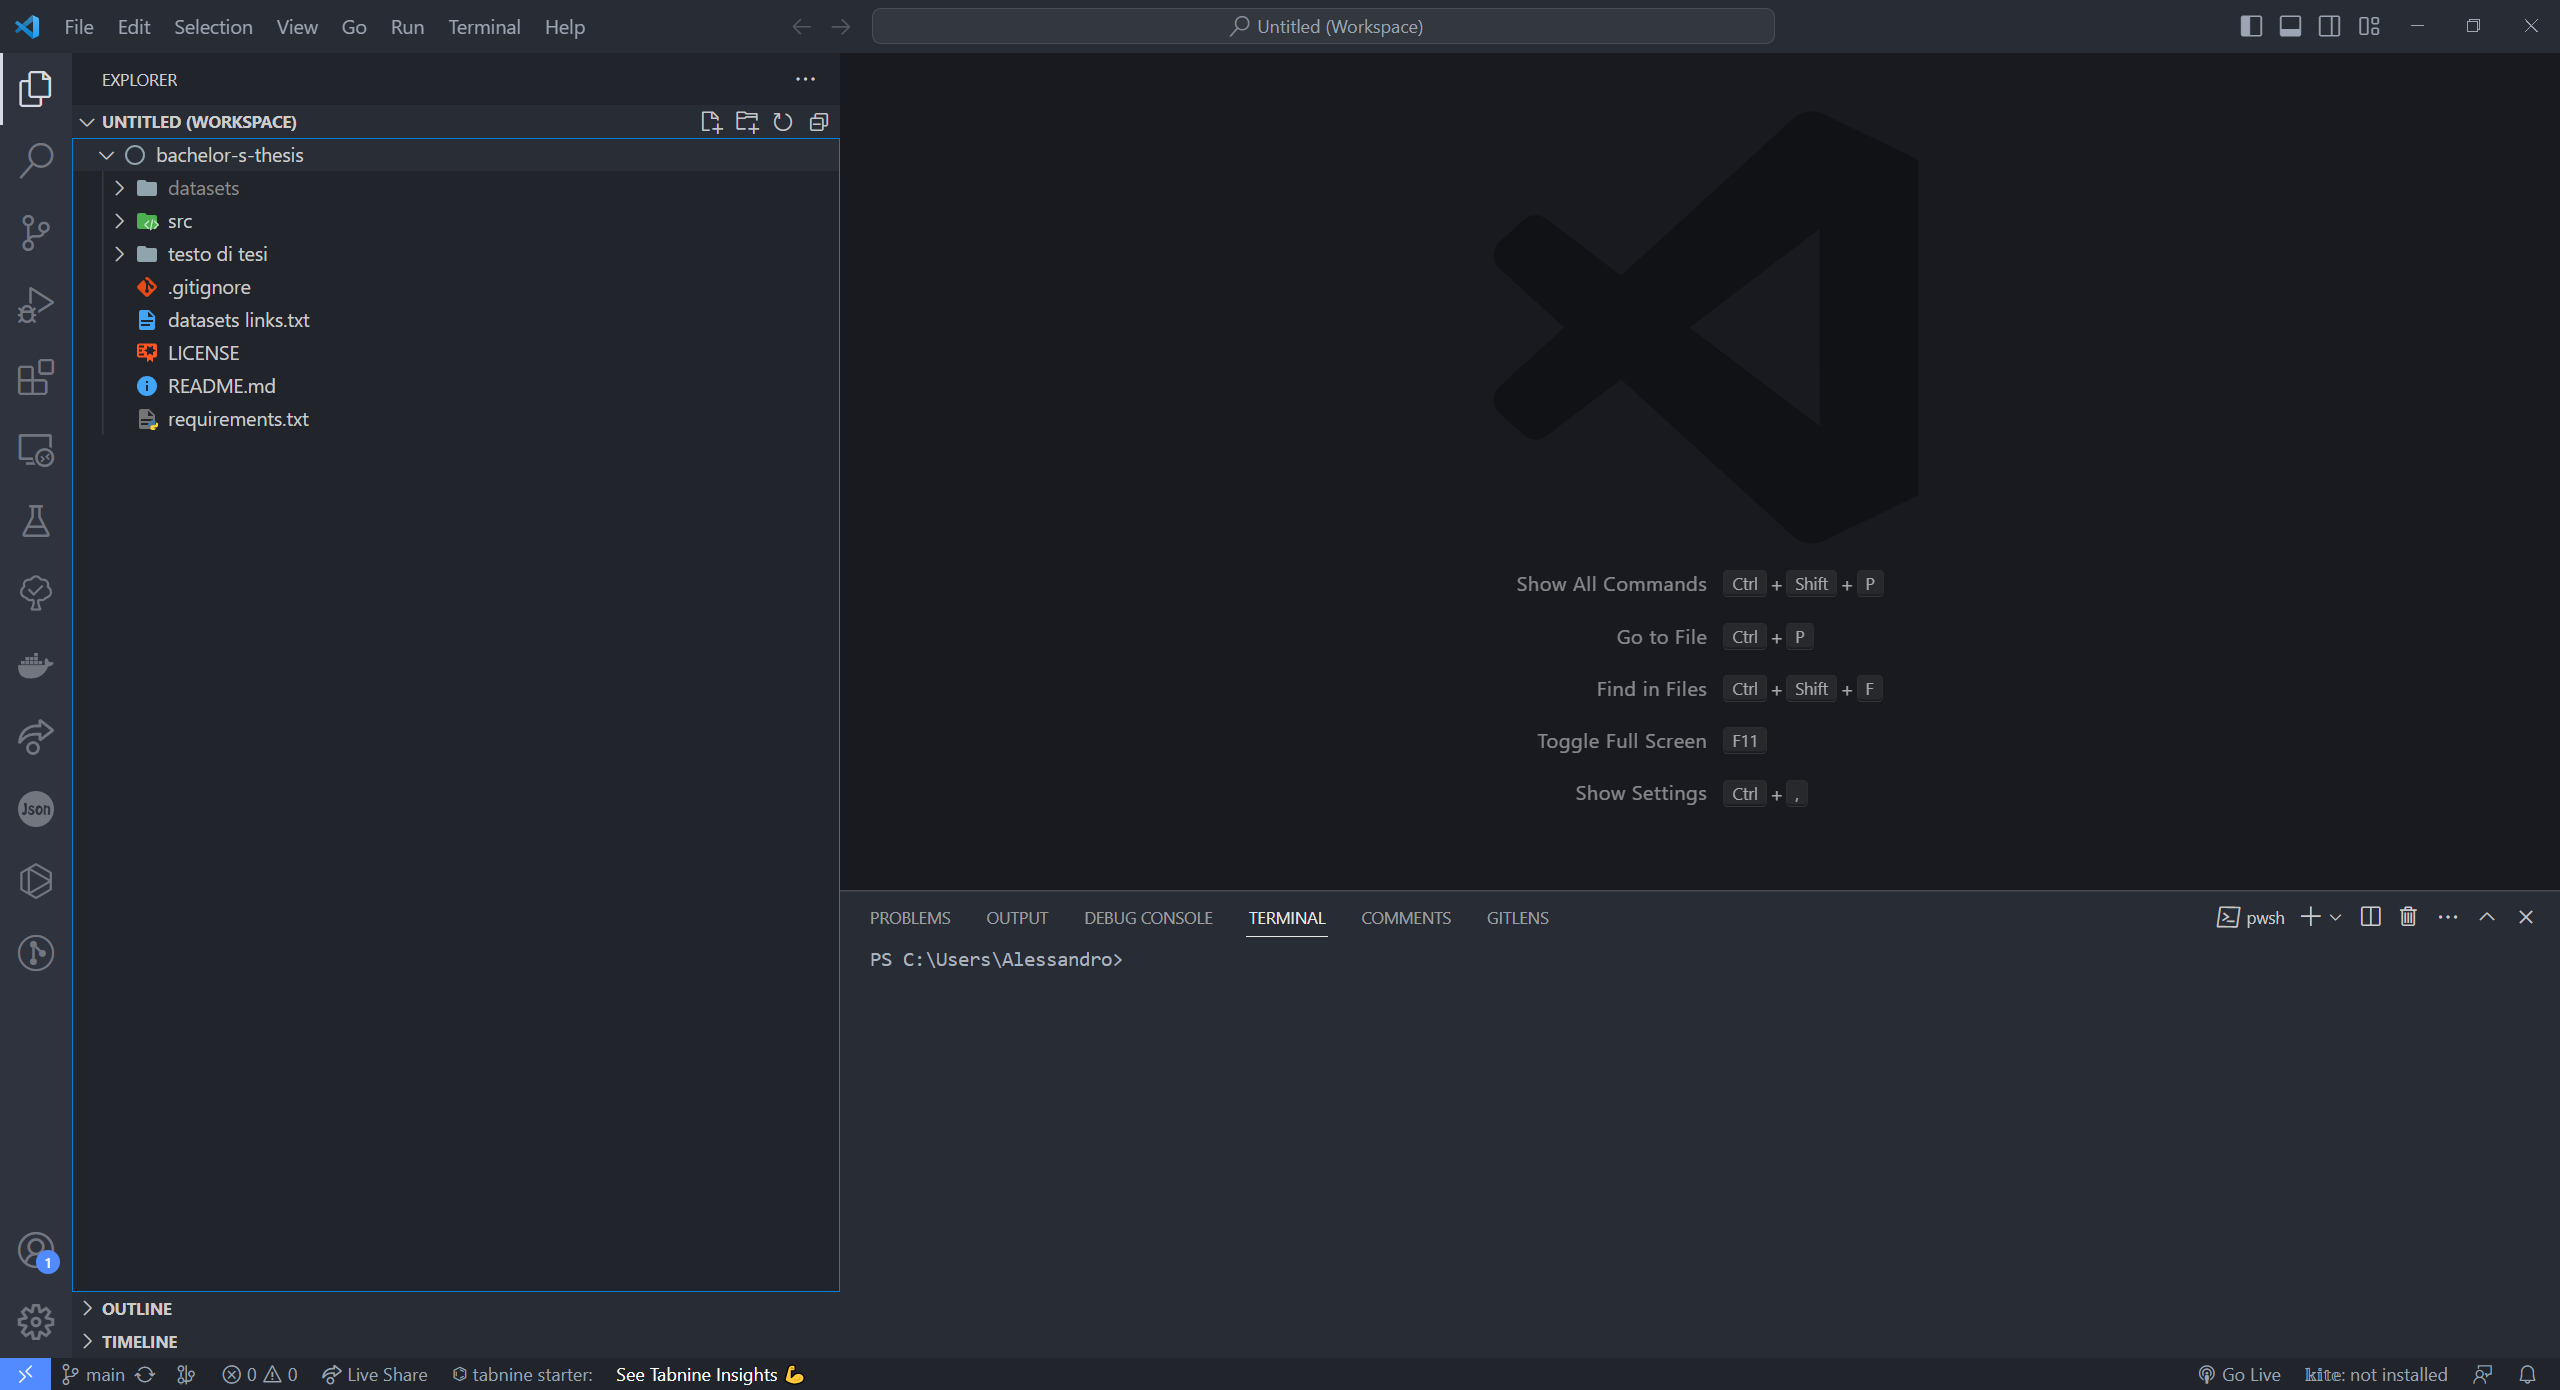 File Edit Selection View Go Run Terminal Help
Untitled (Workspace)
EXPLORER
UNTITLED (WORKSPACE)
bachelor-s-thesis
datasets
src
testo di tesi
.gitignore
datasets links.txt
LICENSE
README.md
requirements.txt
Json
1
OUTLINE
TIMELINE
Show All Commands Ctrl + Shift + P
Go to File Ctrl + P
Find in Files Ctrl + Shift + F
Toggle Full Screen F11
Show Settings Ctrl + ,
PROBLEMS OUTPUT DEBUG CONSOLE TERMINAL COMMENTS GITLENS
pwsh
PS C:\Users\Alessandro>
main 0 0 Live Share tabnine starter: See Tabnine Insights 💪 Go Live kite: not installed